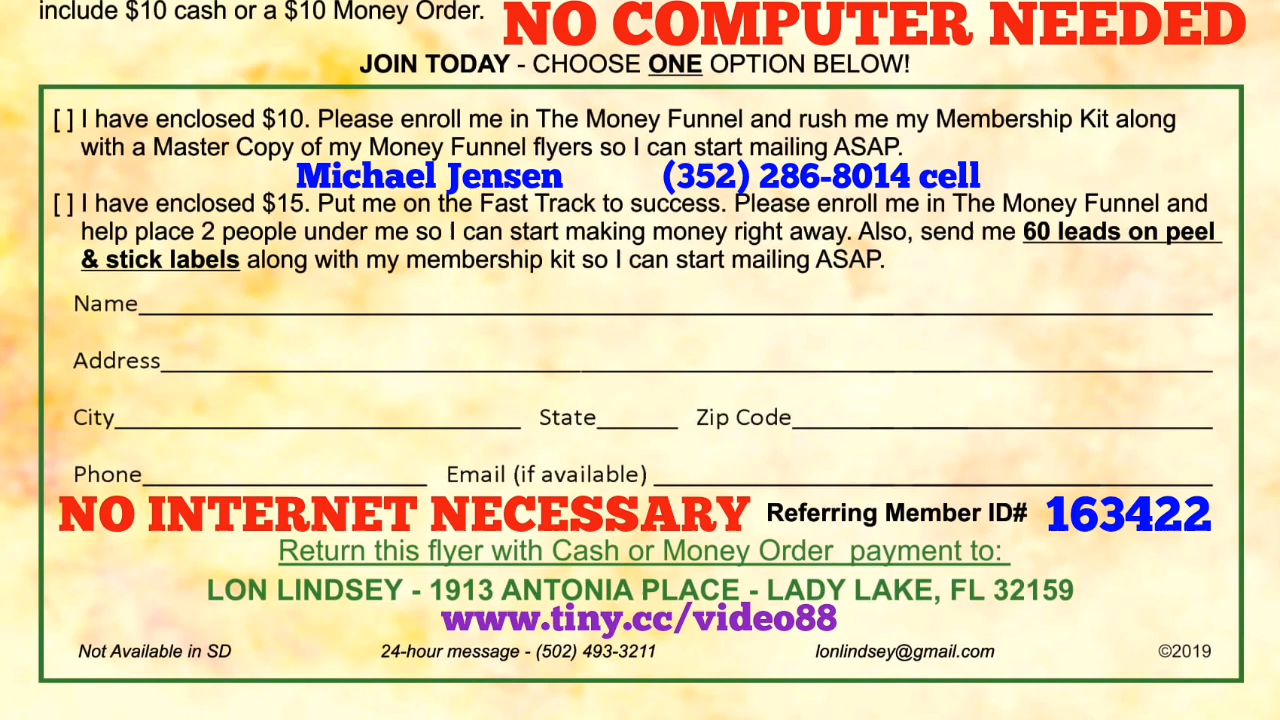 include $10 cash or a $10 Money Order. NO COMPUTER NEEDED
JOIN TODAY - CHOOSE ONE OPTION BELOW!
[ ] I have enclosed $10. Please enroll me in The Money Funnel and rush me my Membership Kit along
with a Master Copy of my Money Funnel flyers so I can start mailing ASAP.
Michael Jensen (352) 286-8014 cell
[ ] I have enclosed $15. Put me on the Fast Track to success. Please enroll me in The Money Funnel and
help place 2 people under me so I can start making money right away. Also, send me 60 leads on peel
& stick labels along with my membership kit so I can start mailing ASAP.
Name
Address
City State Zip Code
Phone Email (if available)
NO INTERNET NECESSARY Referring Member ID# 163422
Return this flyer with Cash or Money Order payment to:
LON LINDSEY - 1913 ANTONIA PLACE - LADY LAKE, FL 32159
www.tiny.cc/video88
Not Available in SD 24-hour message - (502) 493-3211 lonlindsey@gmail.com ©2019